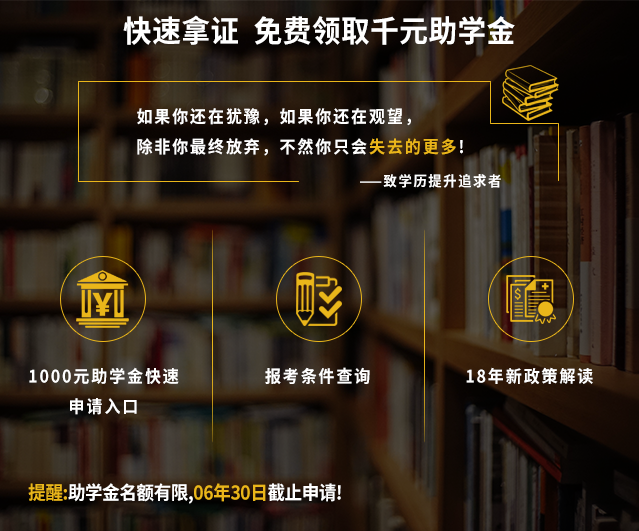 快速拿证 免费领取千元助学金
如果你还在犹豫，如果你还在观望，
除非你最终放弃，不然你只会失去的更多!
——致学历提升追求者
¥
$
1000元助学金快速
申请入口
报考条件查询
18年新政策解读
提醒:助学金名额有限,06年30日截止申请!